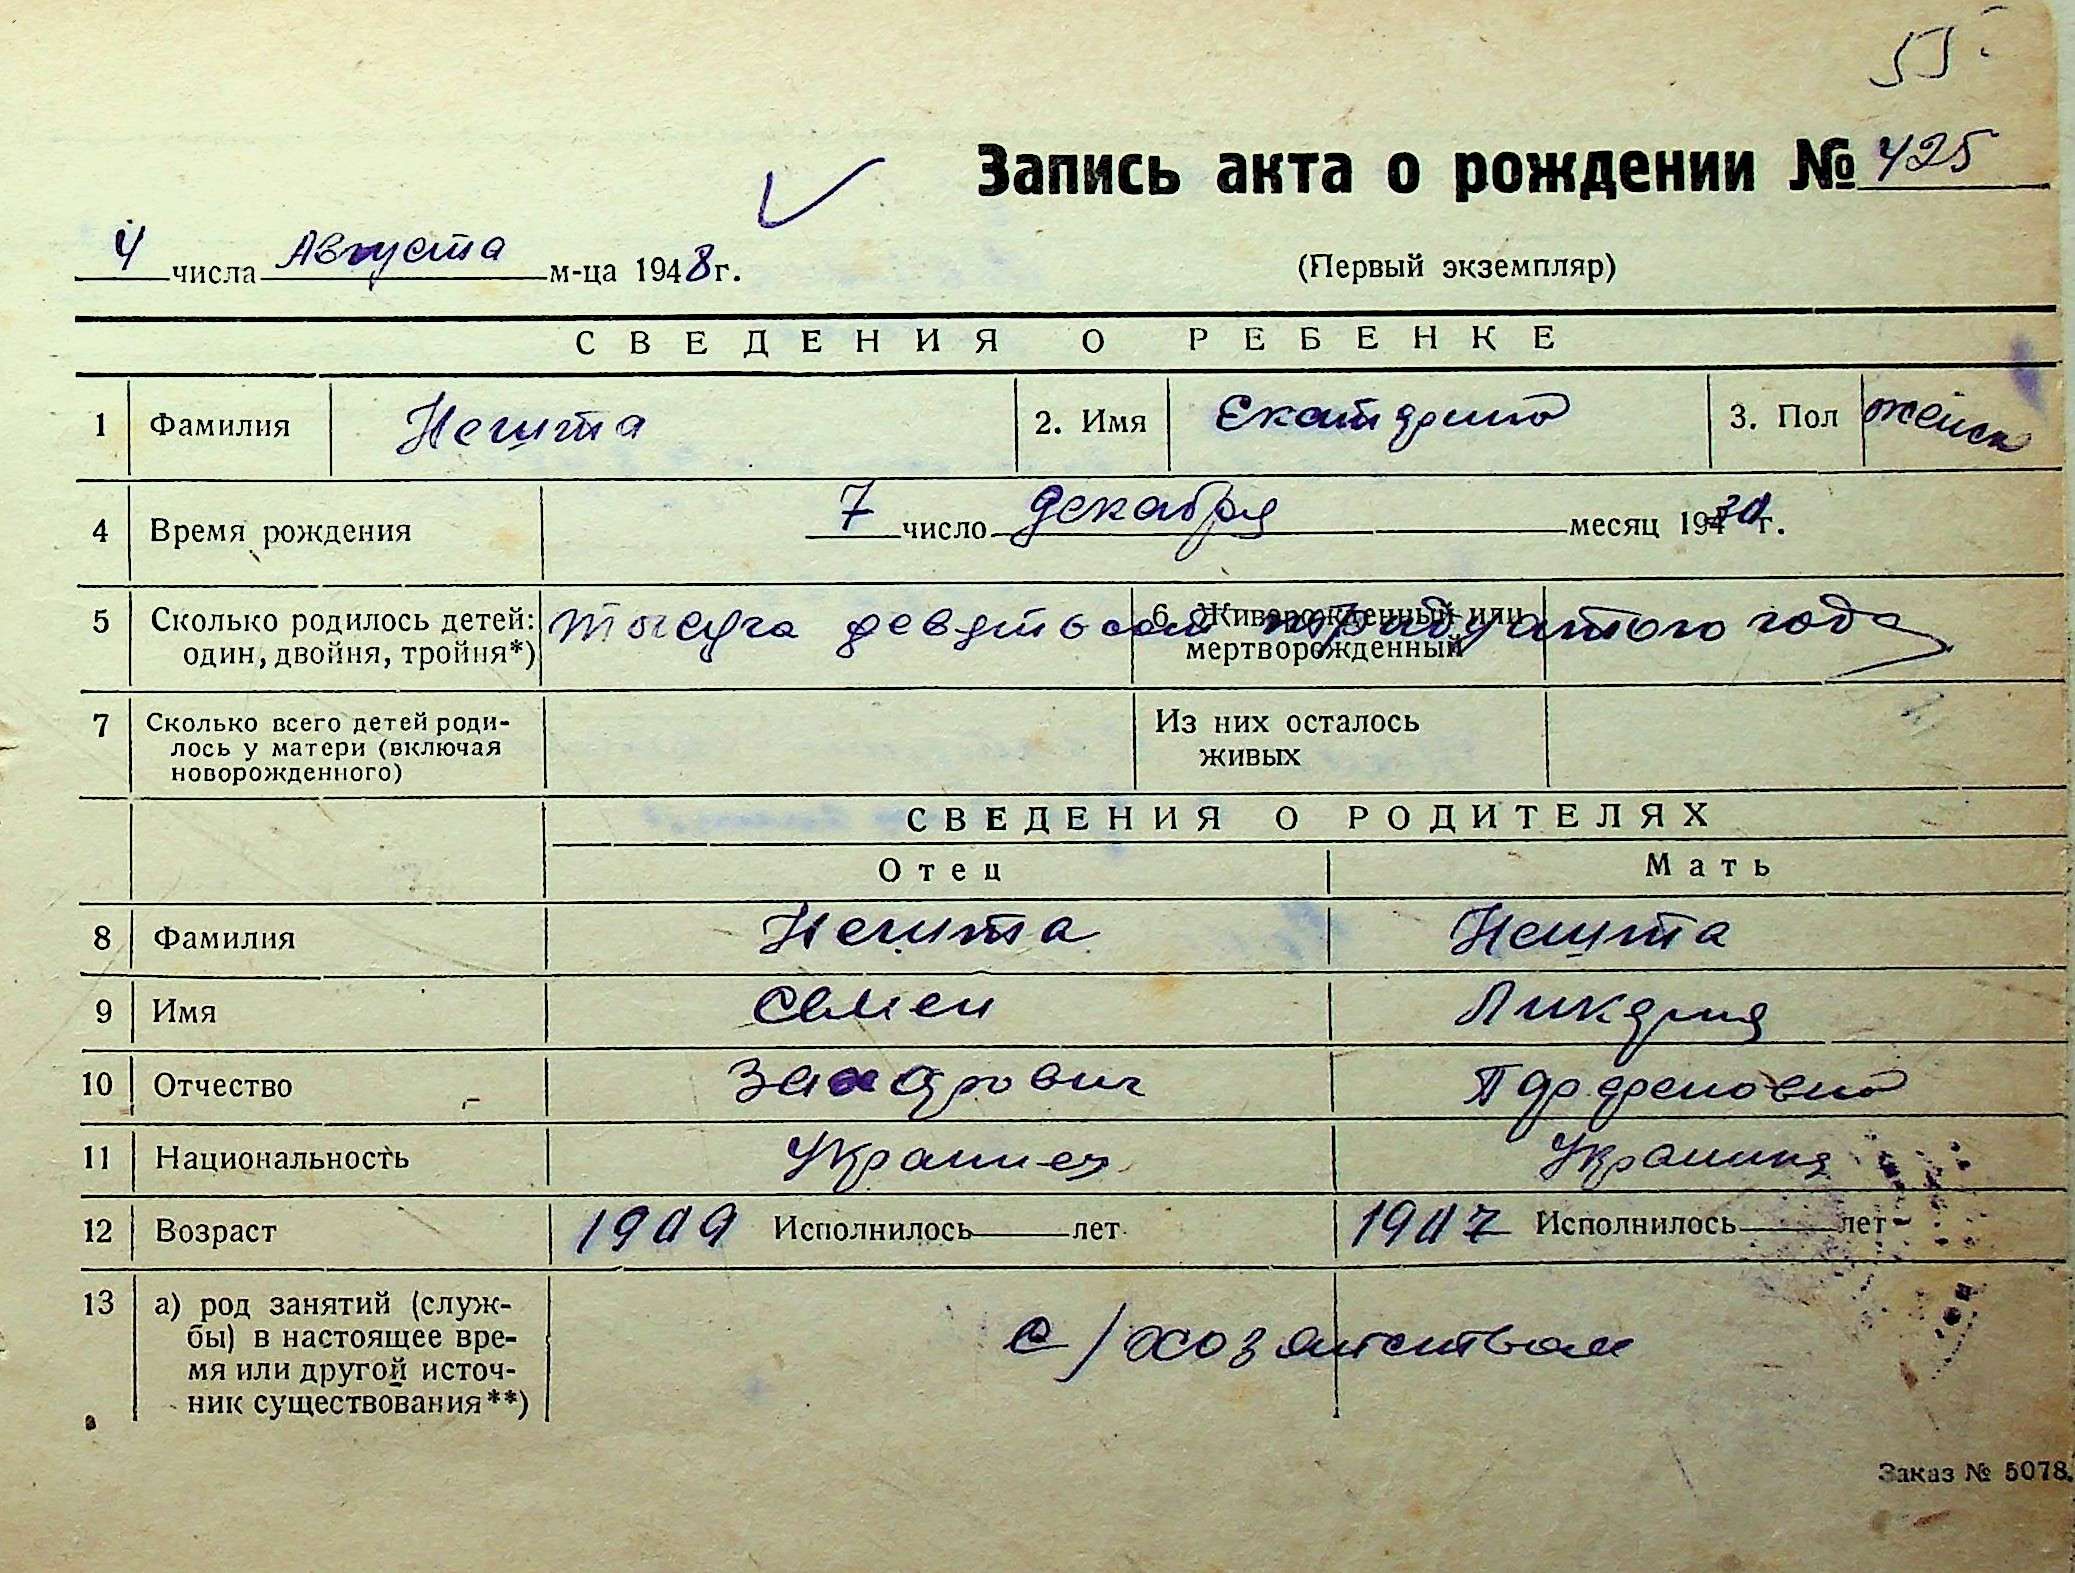 55
Запись акта о рождении № 425
4 числа Августа м-ца 1948 г.
(Первый экземпляр)
СВЕДЕНИЯ О РЕБЕНКЕ
1 Фамилия Нешта 2. Имя Екатерина 3. Пол женск
4 Время рождения 7 число декабря месяц 1930 г.
5 Сколько родилось детей: один, двойня, тройня*) тысяча девятьсот тридцатого года 6. Живорожденный или мертворожденный
7 Сколько всего детей родилось у матери (включая новорожденного) Из них осталось живых
СВЕДЕНИЯ О РОДИТЕЛЯХ
Отец Мать
8 Фамилия Нешта Нешта
9 Имя Семен Ликерия
10 Отчество Захарович
11 Национальность Украинец Украинка
12 Возраст 1909 Исполнилось лет 1907 Исполнилось лет
13 а) род занятий (службы) в настоящее время или другой источник существования**) с/хозяйством
Заказ № 5078.